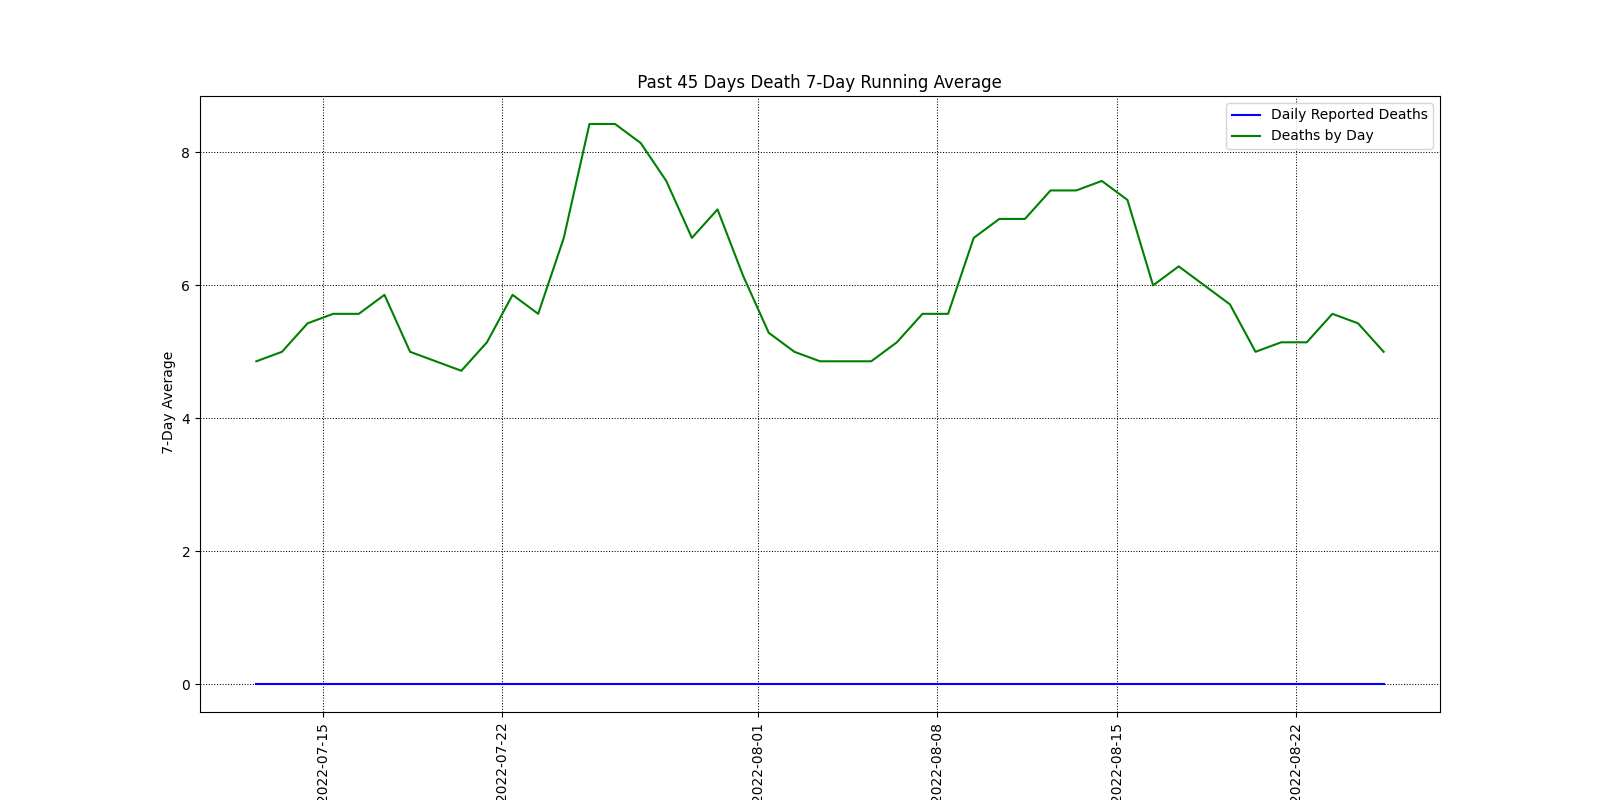 Past 45 Days Death 7-Day Running Average
Daily Reported Deaths
Deaths by Day
8
6
4
2
0
7-Day Average
2022-07-15
2022-07-22
2022-08-01
2022-08-08
2022-08-15
2022-08-22